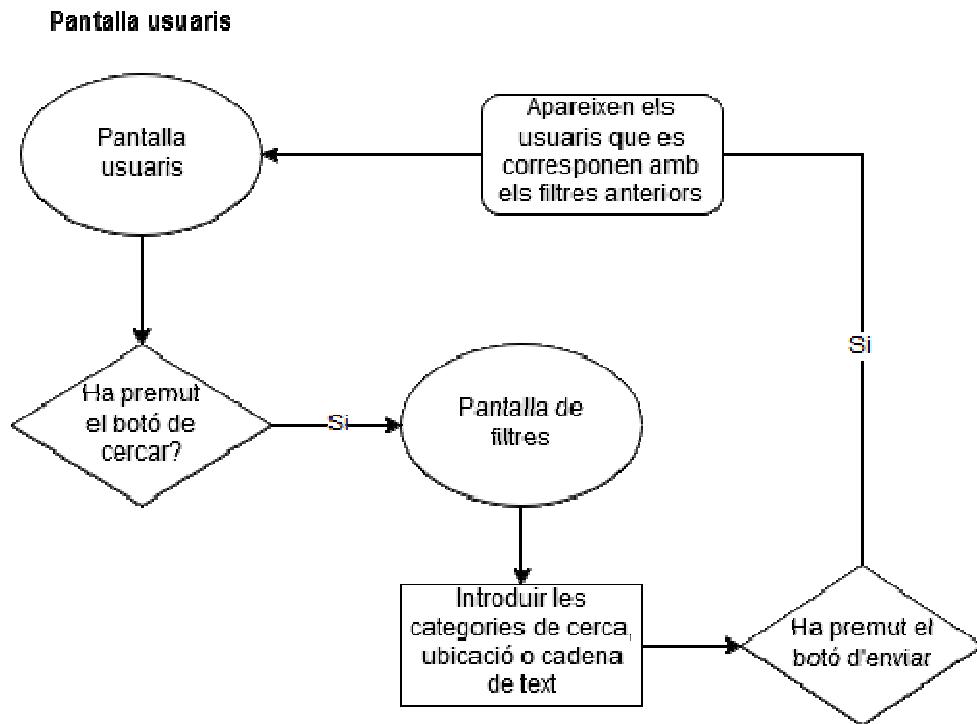 Pantalla usuaris
Pantalla
usuaris
Apareixen els
usuaris que es
corresponen amb
els filtres anteriors
Ha premut
el botó de
cercar?
Si
Pantalla de
filtres
Si
Introduir les
categories de cerca,
ubicació o cadena
de text
Ha premut el
botó d'enviar